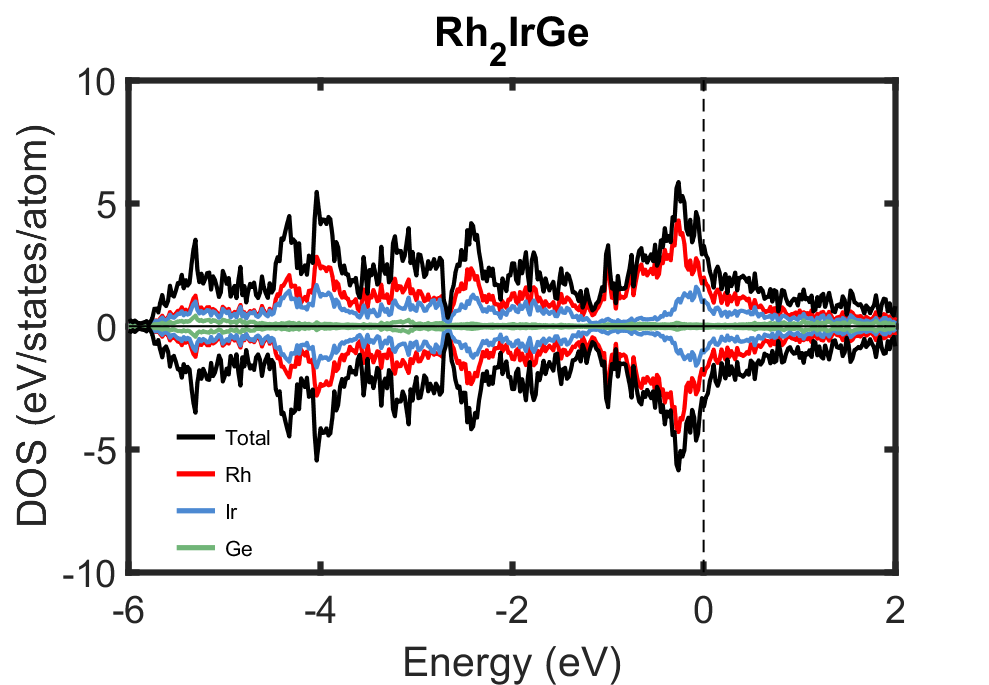 Rh₂IrGe
DOS (eV/states/atom)
10
5
0
-5
-10
Total
Rh
Ir
Ge
-6 -4 -2 0 2
Energy (eV)